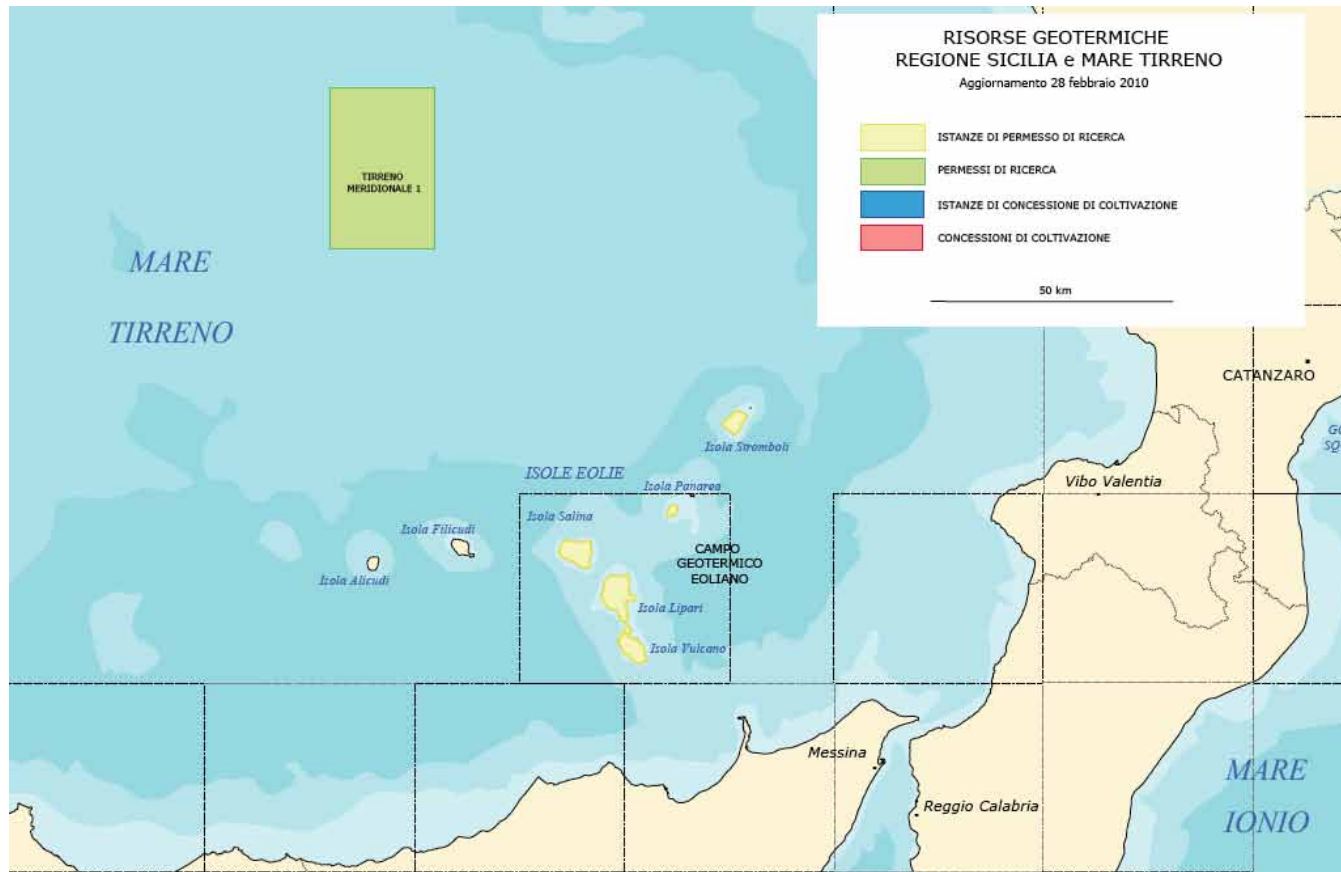 RISORSE GEOTERMICHE
REGIONE SICILIA e MARE TIRRENO
Aggiornamento 28 febbraio 2010
ISTANZE DI PERMESSO DI RICERCA
PERMESSI DI RICERCA
ISTANZE DI CONCESSIONE DI COLTIVAZIONE
CONCESSIONI DI COLTIVAZIONE
50 km
TIRRENO
MERIDIONALE 1
MARE
TIRRENO
CATANZARO
GO
SQ
Isola Stromboli
ISOLE EOLIE
Isola Panarea
Vibo Valentia
Isola Salina
Isola Filicudi
CAMPO
GEOTERMICO
EOLIANO
Isola Alicudi
Isola Lipari
Isola Vulcano
Messina
Reggio Calabria
MARE
IONIO